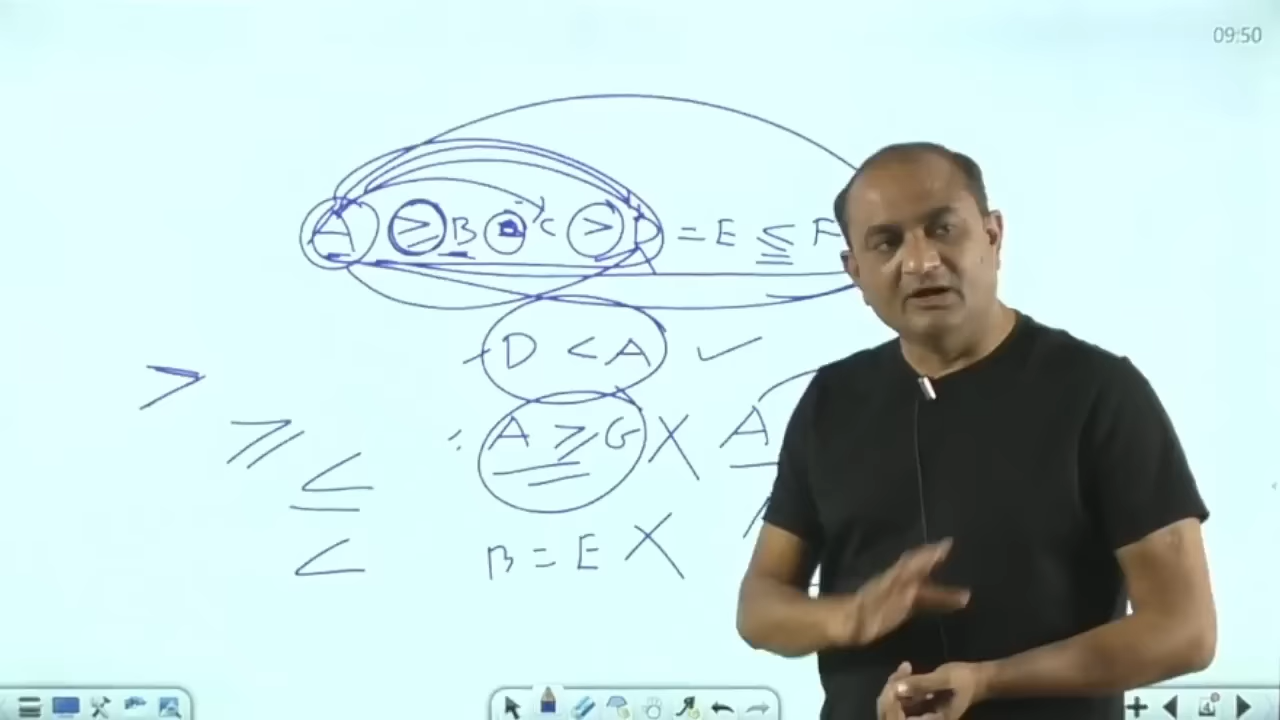 09:50
A ≥ B = C > D = E ≤ F
D < A ✓
>
A ≥ G X A
≥
≤
B = E X
<